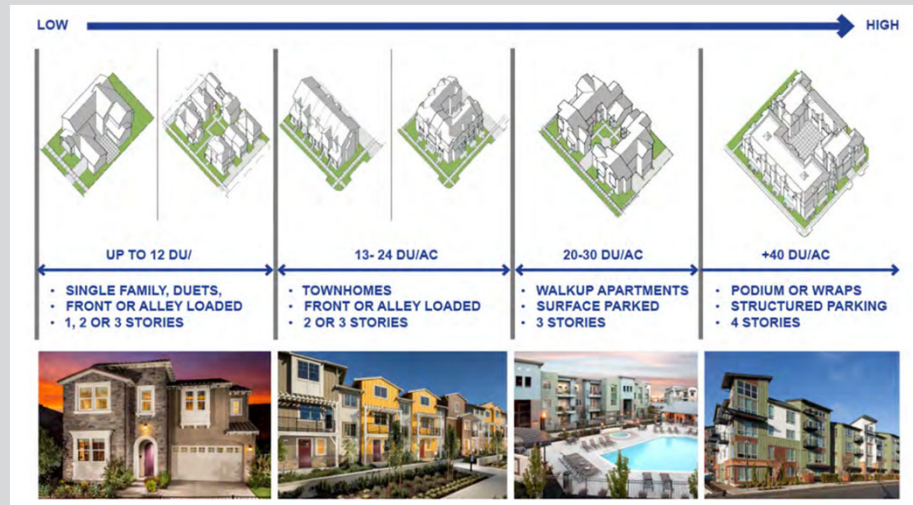 LOW
HIGH
UP TO 12 DU/
13- 24 DU/AC
20-30 DU/AC
+40 DU/AC
• SINGLE FAMILY, DUETS,
• FRONT OR ALLEY LOADED
• 1, 2 OR 3 STORIES
• TOWNHOMES
• FRONT OR ALLEY LOADED
• 2 OR 3 STORIES
• WALKUP APARTMENTS
• SURFACE PARKED
• 3 STORIES
• PODIUM OR WRAPS
• STRUCTURED PARKING
• 4 STORIES